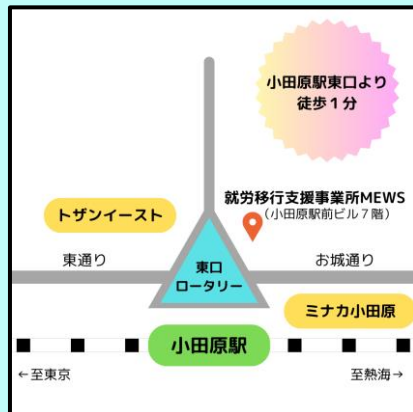 小田原駅東口より
徒歩1分
就労移行支援事業所MEWS
(小田原駅前ビル7階)
トザンイースト
東通り
お城通り
東口
ロータリー
ミナカ小田原
小田原駅
←至東京
至熱海→